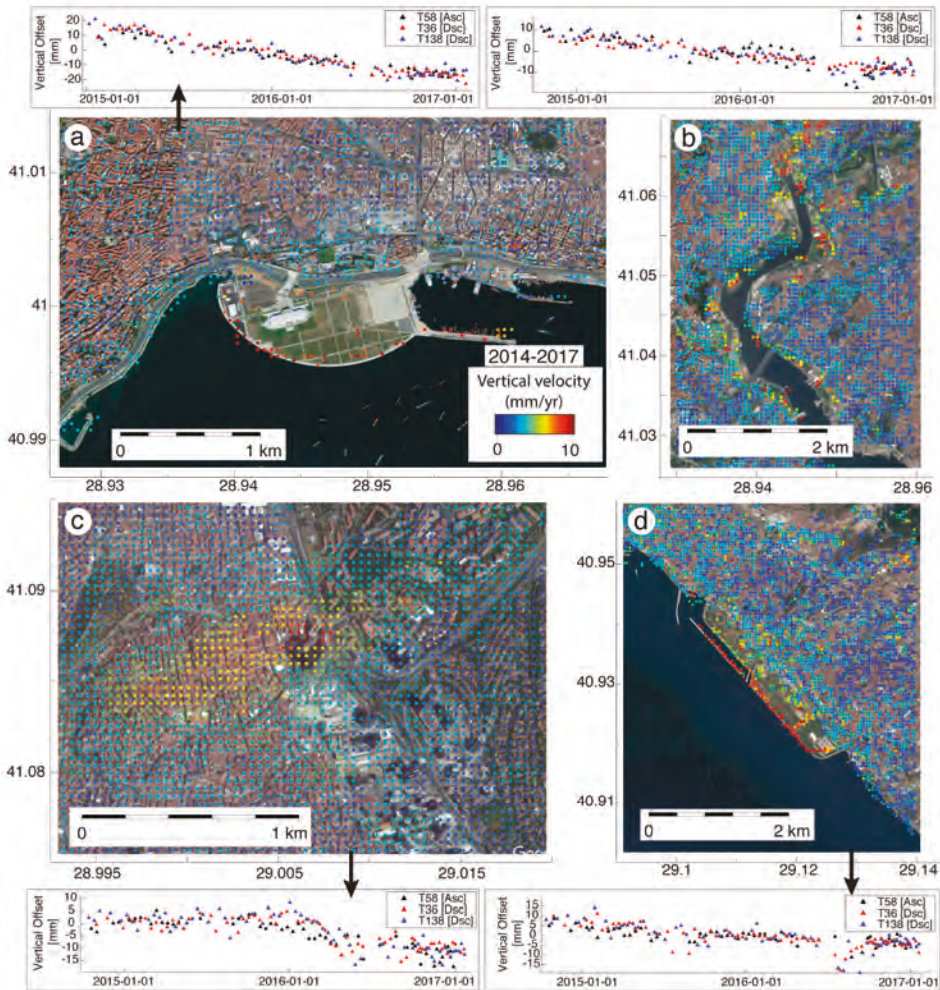 T58 [Asc]
T36 [Dsc]
T138 [Dsc]
Vertical Offset
[mm]
20
10
0
-10
-20
2015-01-01 2016-01-01 2017-01-01
T58 [Asc]
T36 [Dsc]
T138 [Dsc]
Vertical Offset
[mm]
10
0
-10
2015-01-01 2016-01-01 2017-01-01
a
41.01
41
40.99
2014-2017
Vertical velocity
(mm/yr)
0 10
0 1 km
28.93 28.94 28.95 28.96
b
41.06
41.05
41.04
41.03
0 2 km
28.94 28.96
c
41.09
41.08
0 1 km
28.995 29.005 29.015
d
40.95
40.93
40.91
0 2 km
29.1 29.12 29.14
T58 [Asc]
T36 [Dsc]
T138 [Dsc]
Vertical Offset
[mm]
10
5
0
-5
-10
-15
2015-01-01 2016-01-01 2017-01-01
T58 [Asc]
T36 [Dsc]
T138 [Dsc]
Vertical Offset
[mm]
15
10
5
0
-5
-10
-15
2015-01-01 2016-01-01 2017-01-01